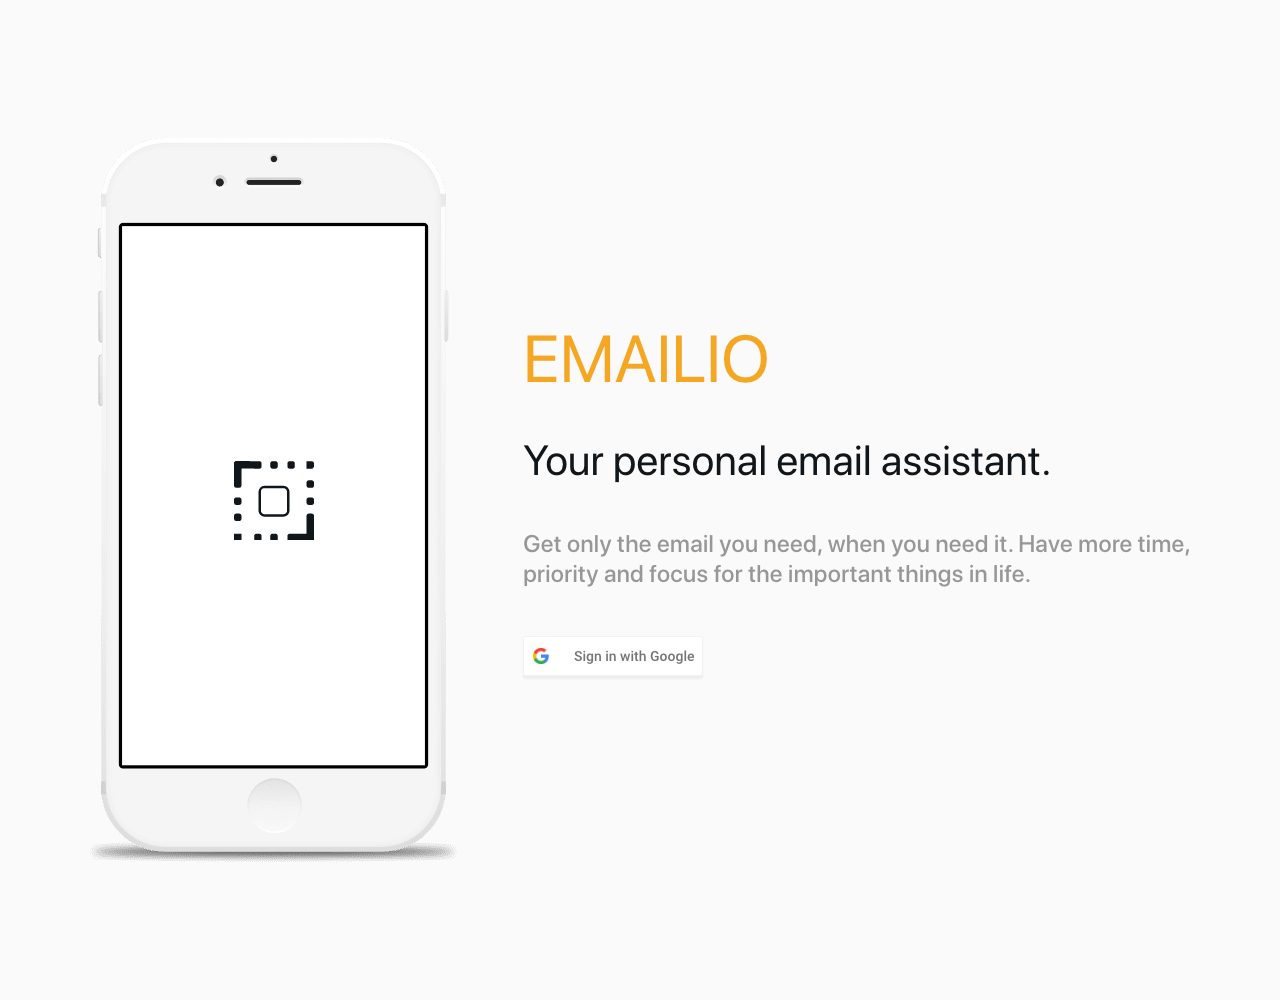 EMAILIO
Your personal email assistant.
Get only the email you need, when you need it. Have more time,
priority and focus for the important things in life.
Sign in with Google